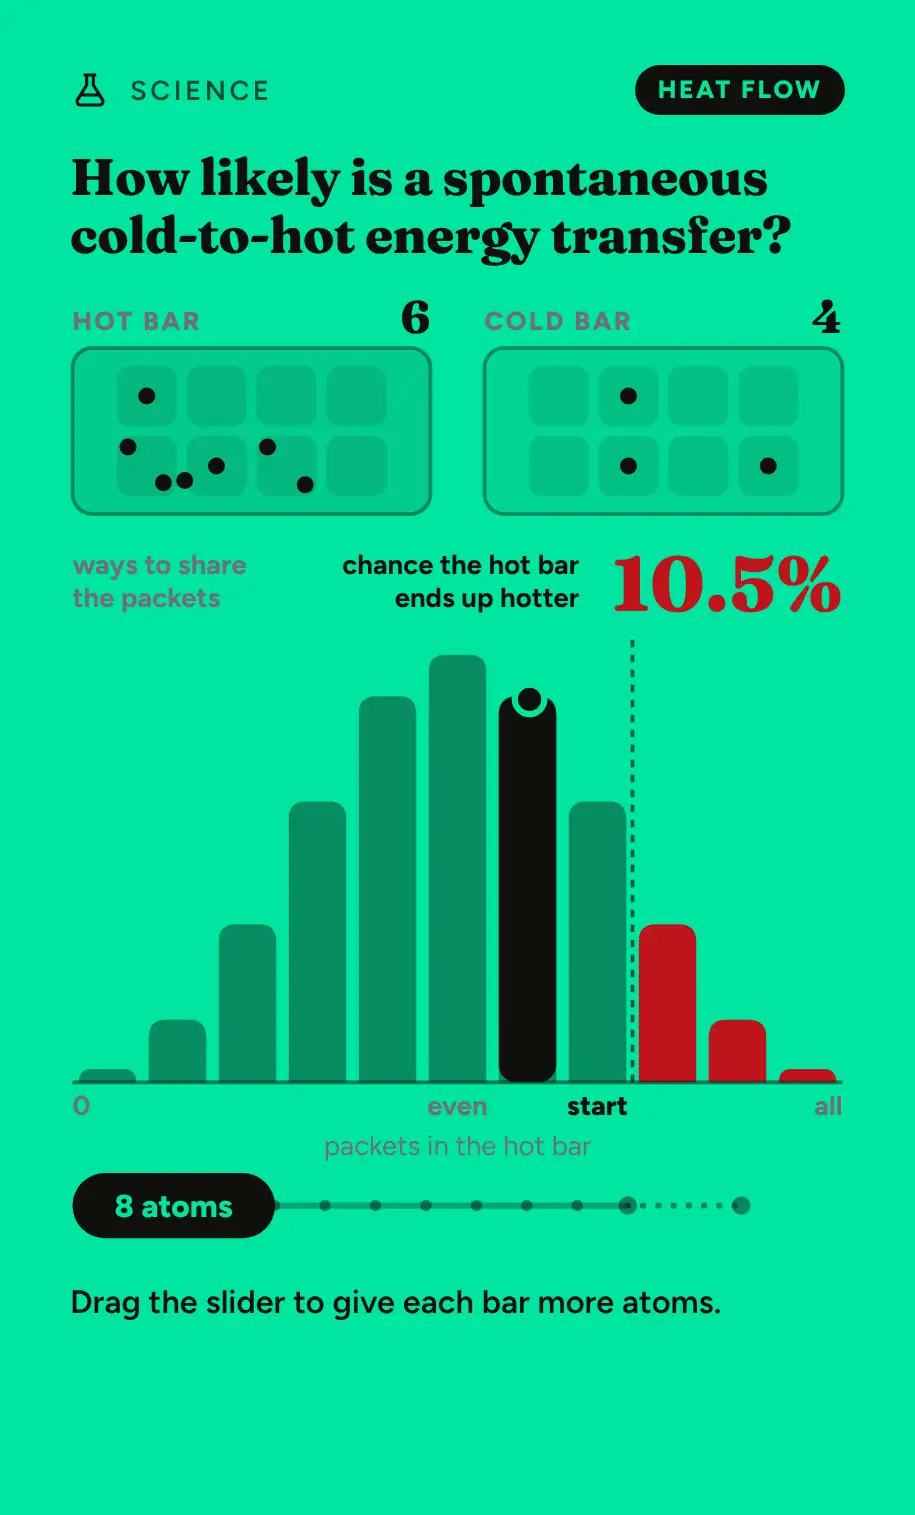 SCIENCE
HEAT FLOW
How likely is a spontaneous
cold-to-hot energy transfer?
HOT BAR
6
COLD BAR
4
ways to share
the packets
chance the hot bar
ends up hotter
10.5%
0
even
start
all
packets in the hot bar
8 atoms
Drag the slider to give each bar more atoms.